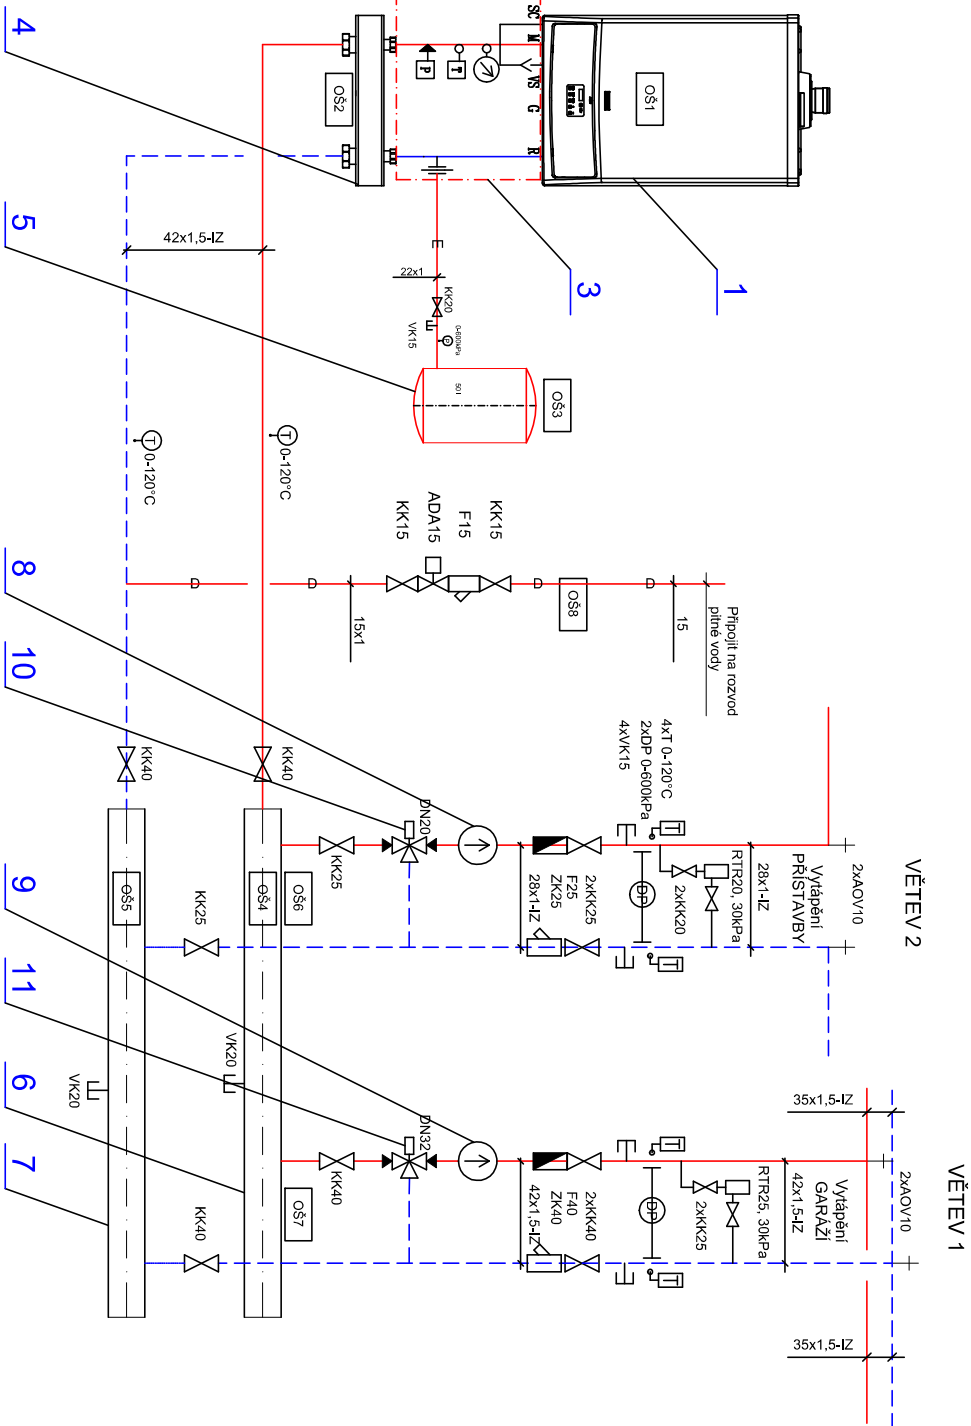 VĚTEV 1
VĚTEV 2
2xAOV10
2xAOV10
35x1,5-IZ
35x1,5-IZ
Vytápění
GARÁŽÍ
42x1,5-IZ
RTR25, 30kPa
2xKK25
Vytápění
PŘÍSTAVBY
28x1-IZ
RTR20, 30kPa
2xKK20
4xT 0-120°C
2xDP 0-600kPa
4xVK15
T
T
DP
T
T
DP
2xKK25
F25
ZK25
28x1-IZ
2xKK40
F40
ZK40
42x1,5-IZ
DN20
DN32
KK25
KK40
OŠ6
OŠ7
OŠ4
OŠ5
KK25
KK40
VK20
VK20
KK40
KK40
Připojit na rozvod
pitné vody
15
D
OŠ8
D
KK15
F15
ADA15
KK15
15x1
D
D
OŠ1
SC
M
VS
G
R
P
T
OŠ2
OŠ3
50 l
0-600kPa
P
KK20
VK15
22x1
E
42x1,5-IZ
T
0-120°C
T
0-120°C
1
3
4
5
8
10
9
11
6
7